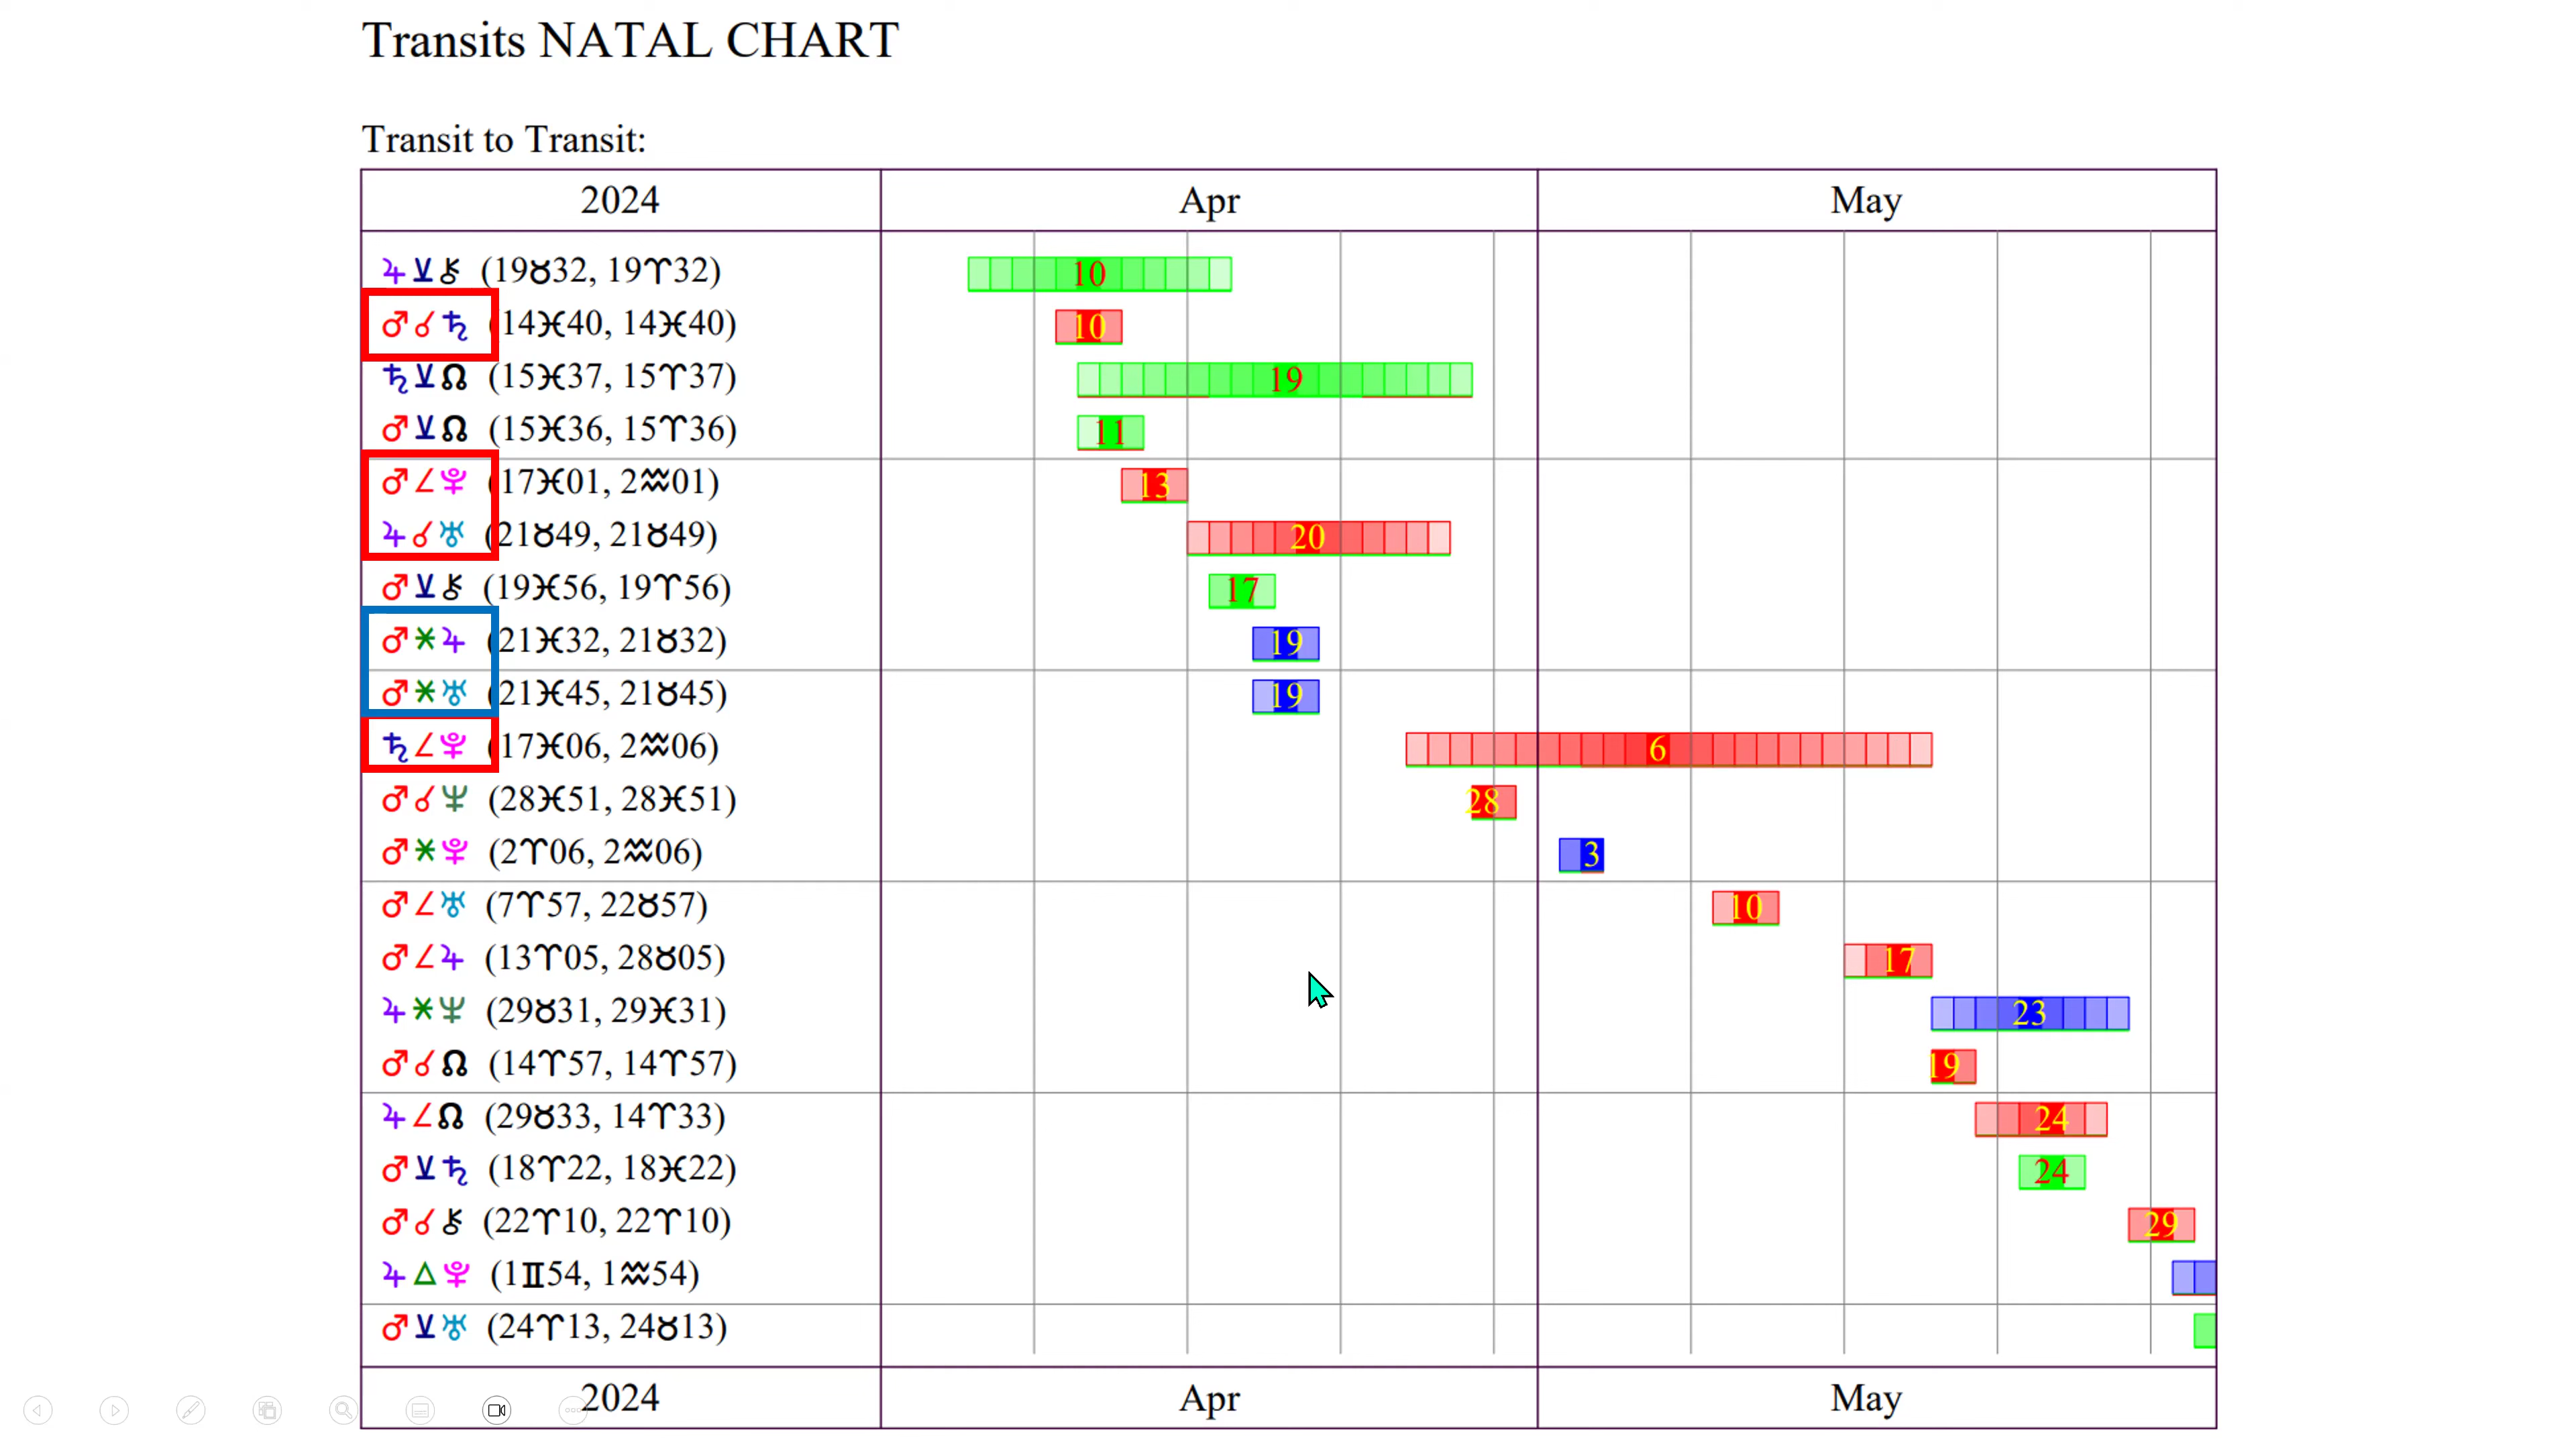 Transits NATAL CHART
Transit to Transit:
2024 Apr May
♃⚺⚷ (19♉32, 19♈32) 10
♂☌♄ (14♓40, 14♓40) 10
♄⚺☊ (15♓37, 15♈37) 19
♂⚺☊ (15♓36, 15♈36) 11
♂∠♇ (17♓01, 2♒01) 13
♃☌♅ (21♉49, 21♉49) 20
♂⚺⚷ (19♓56, 19♈56) 17
♂⚹♃ (21♓32, 21♉32) 19
♂⚹♅ (21♓45, 21♉45) 19
♄∠♇ (17♓06, 2♒06) 6
♂☌♆ (28♓51, 28♓51) 28
♂⚹♇ (2♈06, 2♒06) 3
♂∠♅ (7♈57, 22♉57) 10
♂∠♃ (13♈05, 28♉05) 17
♃⚹♆ (29♉31, 29♓31) 23
♂☌☊ (14♈57, 14♈57) 19
♃∠☊ (29♉33, 14♈33) 24
♂⚺♄ (18♈22, 18♓22) 24
♂☌⚷ (22♈10, 22♈10) 29
♃△♇ (1♊54, 1♒54)
♂⚺♅ (24♈13, 24♉13)
2024 Apr May